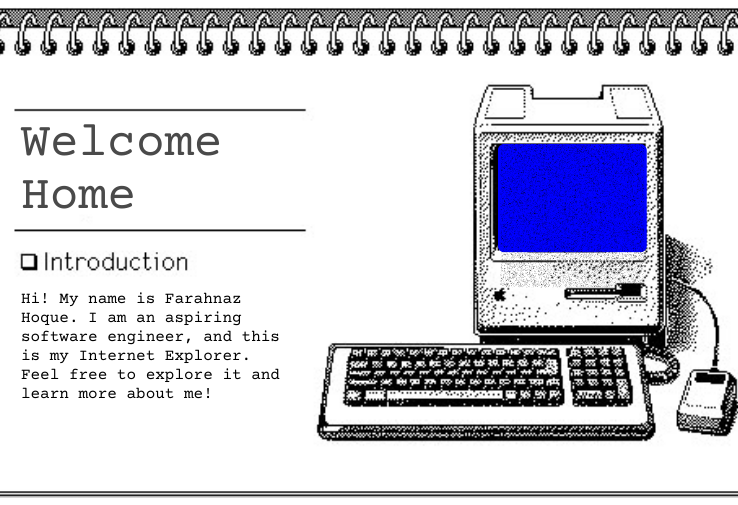 Welcome
Home
Introduction
Hi! My name is Farahnaz
Hoque. I am an aspiring
software engineer, and this
is my Internet Explorer.
Feel free to explore it and
learn more about me!